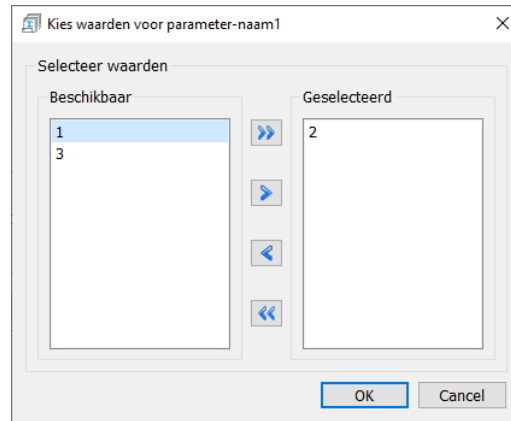 Kies waarden voor parameter-naam1
Selecteer waarden
Beschikbaar
1
3
Geselecteerd
2
OK
Cancel